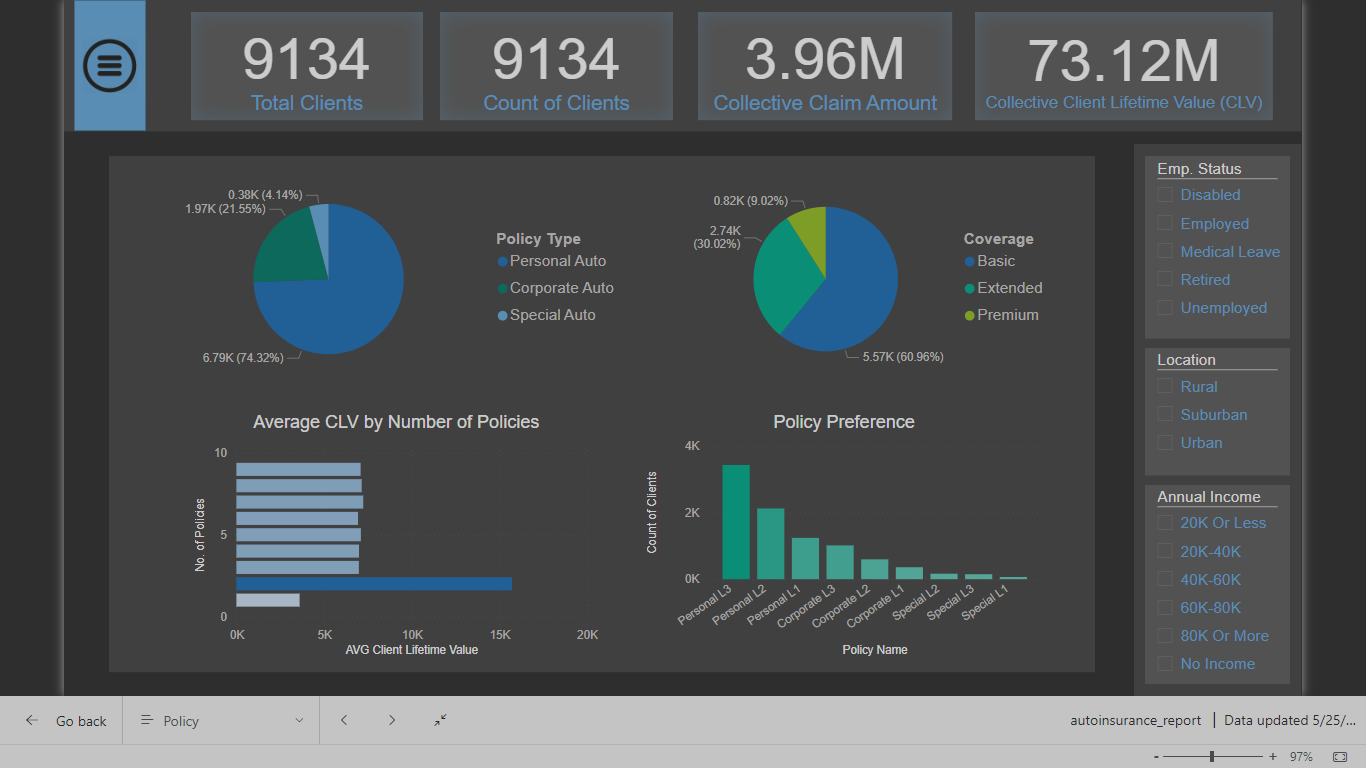 9134
Total Clients
9134
Count of Clients
3.96M
Collective Claim Amount
73.12M
Collective Client Lifetime Value (CLV)
0.38K (4.14%)
1.97K (21.55%)
6.79K (74.32%)
Policy Type
Personal Auto
Corporate Auto
Special Auto
0.82K (9.02%)
2.74K
(30.02%)
5.57K (60.96%)
Coverage
Basic
Extended
Premium
Average CLV by Number of Policies
No. of Policies
10
5
0
0K
5K
10K
15K
20K
AVG Client Lifetime Value
Policy Preference
Count of Clients
4K
2K
0K
Personal L3
Personal L2
Personal L1
Corporate L3
Corporate L2
Corporate L1
Special L2
Special L3
Special L1
Policy Name
Emp. Status
Disabled
Employed
Medical Leave
Retired
Unemployed
Location
Rural
Suburban
Urban
Annual Income
20K Or Less
20K-40K
40K-60K
60K-80K
80K Or More
No Income
Go back
Policy
autoinsurance_report | Data updated 5/25/...
- + 97%